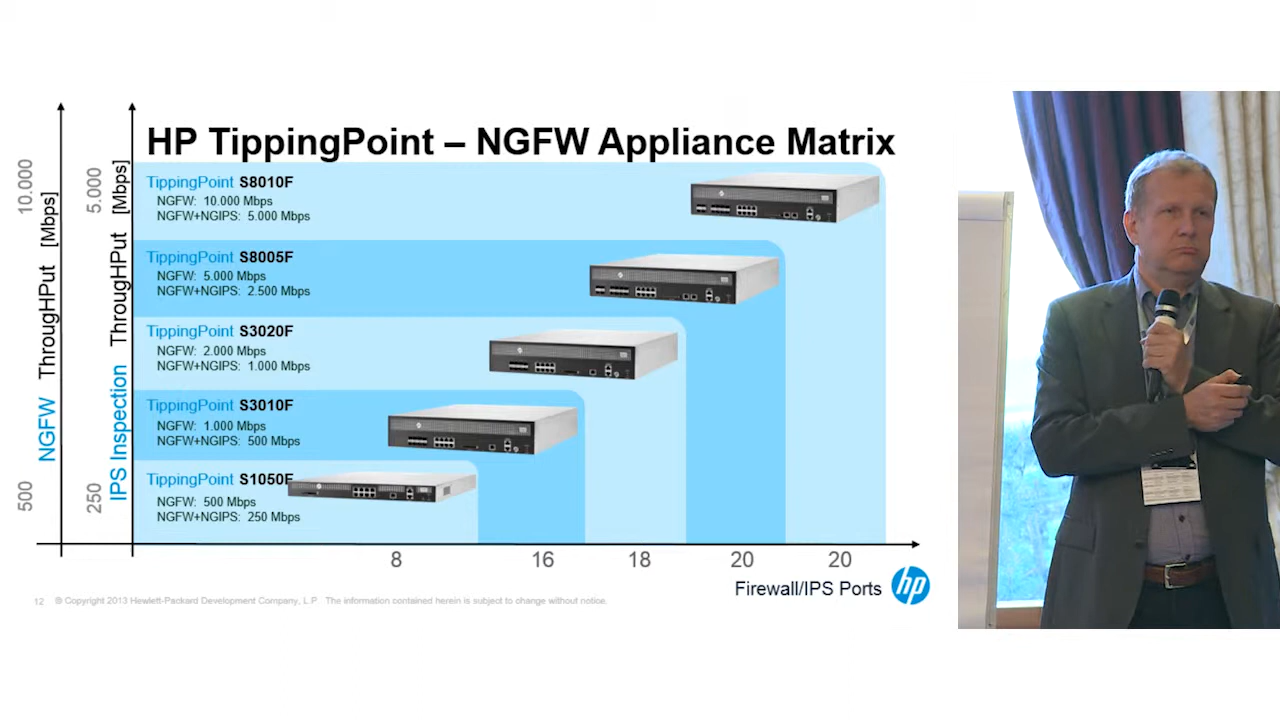 HP TippingPoint – NGFW Appliance Matrix
10.000
NGFW ThrougHPut [Mbps]
500
5.000
IPS Inspection ThrougHPut [Mbps]
250
TippingPoint S8010F
NGFW: 10.000 Mbps
NGFW+NGIPS: 5.000 Mbps
TippingPoint S8005F
NGFW: 5.000 Mbps
NGFW+NGIPS: 2.500 Mbps
TippingPoint S3020F
NGFW: 2.000 Mbps
NGFW+NGIPS: 1.000 Mbps
TippingPoint S3010F
NGFW: 1.000 Mbps
NGFW+NGIPS: 500 Mbps
TippingPoint S1050F
NGFW: 500 Mbps
NGFW+NGIPS: 250 Mbps
8 16 18 20 20
Firewall/IPS Ports
hp
12 © Copyright 2013 Hewlett-Packard Development Company, L.P. The information contained herein is subject to change without notice.